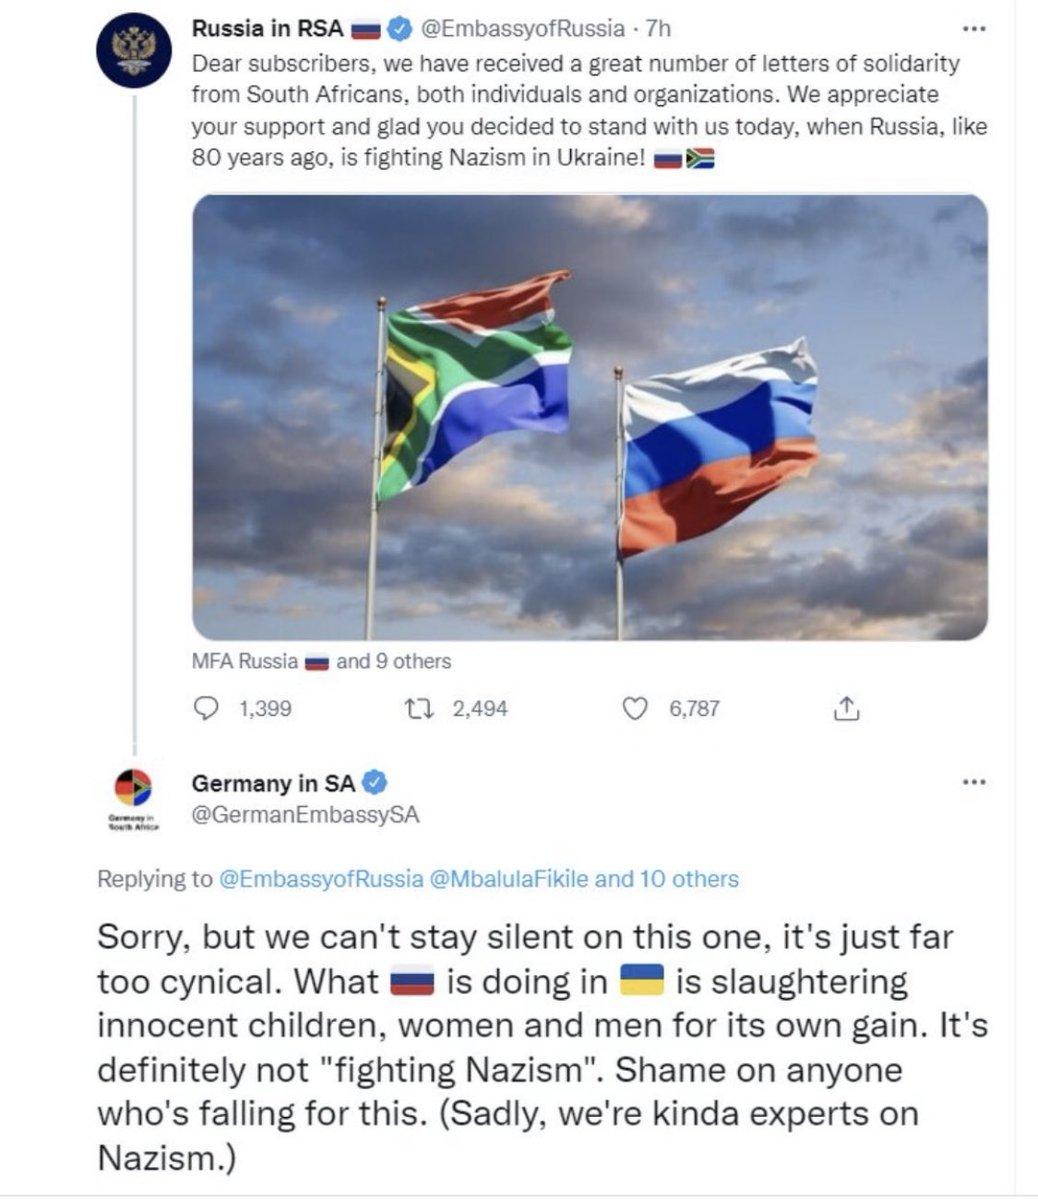 Russia in RSA 🇷🇺 @EmbassyofRussia · 7h
Dear subscribers, we have received a great number of letters of solidarity
from South Africans, both individuals and organizations. We appreciate
your support and glad you decided to stand with us today, when Russia, like
80 years ago, is fighting Nazism in Ukraine! 🇷🇺🇿🇦
MFA Russia 🇷🇺 and 9 others
1,399 2,494 6,787
Germany in SA
@GermanEmbassySA
Germany in
South Africa
Replying to @EmbassyofRussia @MbalulaFikile and 10 others
Sorry, but we can't stay silent on this one, it's just far
too cynical. What 🇷🇺 is doing in 🇺🇦 is slaughtering
innocent children, women and men for its own gain. It's
definitely not "fighting Nazism". Shame on anyone
who's falling for this. (Sadly, we're kinda experts on
Nazism.)